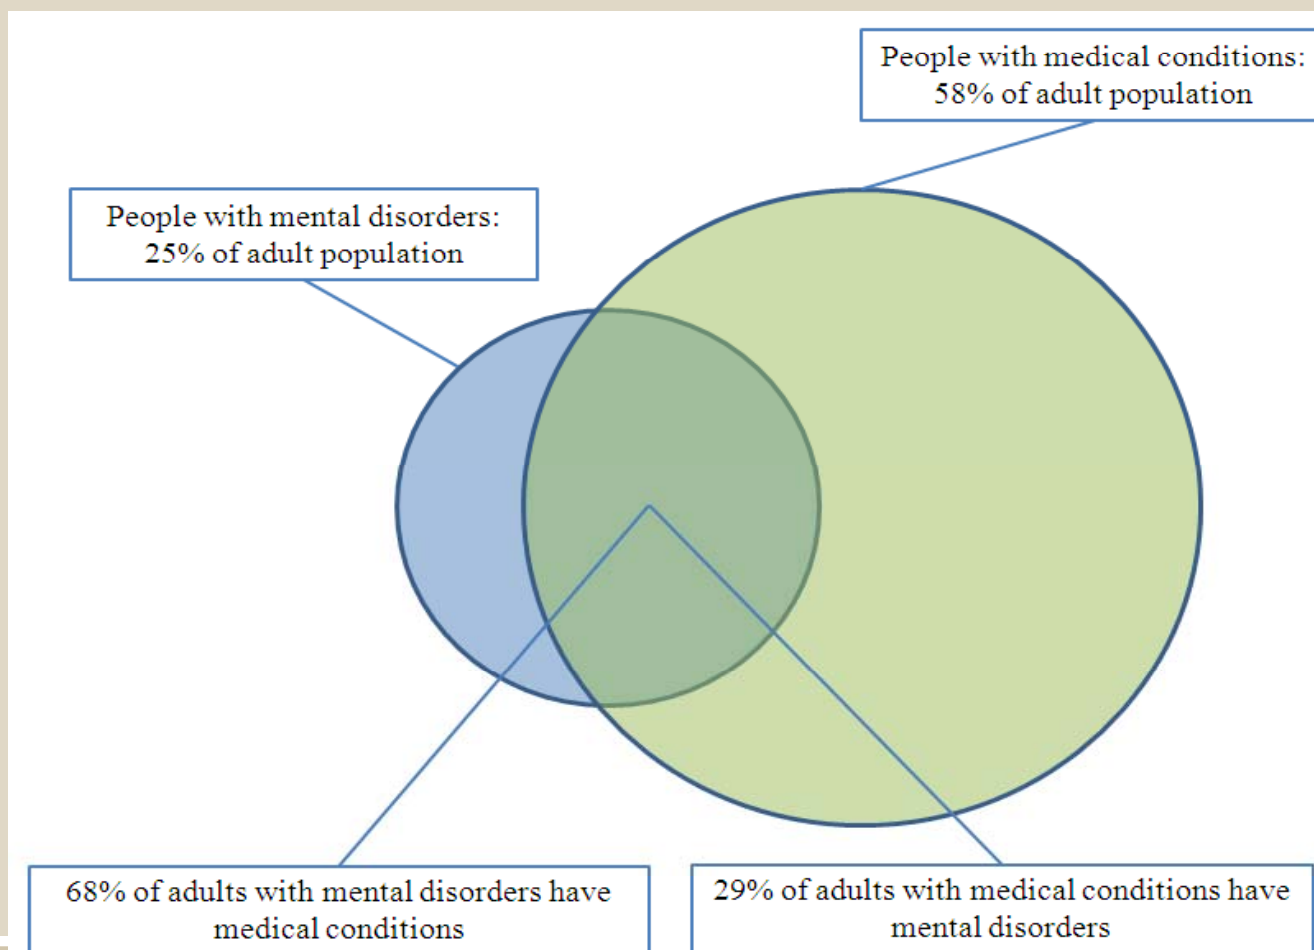 People with medical conditions:
58% of adult population
People with mental disorders:
25% of adult population
68% of adults with mental disorders have
medical conditions
29% of adults with medical conditions have
mental disorders